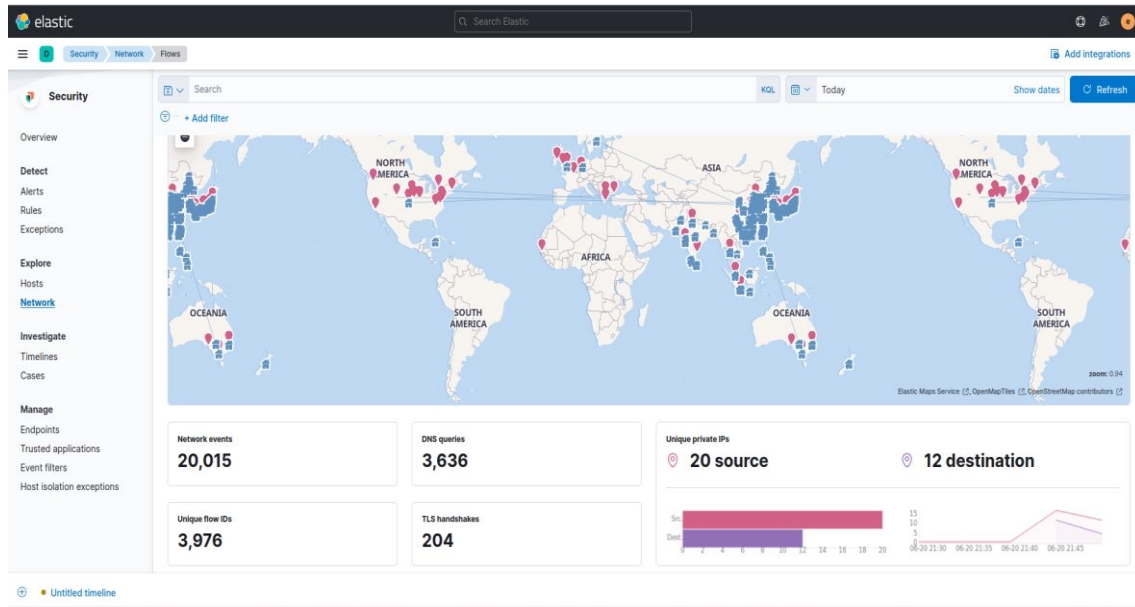 elastic
Search Elastic
e
D
Security
Network
Flows
Add integrations
Security
Search
KQL
Today
Show dates
Refresh
+ Add filter
Overview
Detect
Alerts
Rules
Exceptions
Explore
Hosts
Network
Investigate
Timelines
Cases
Manage
Endpoints
Trusted applications
Event filters
Host isolation exceptions
NORTH
MERICA
ASIA
AFRICA
OCEANIA
SOUTH
AMERICA
OCEANIA
NORTH
MERICA
SOUTH
AMERICA
zoom: 0.94
Elastic Maps Service, OpenMapTiles, OpenStreetMap contributors
Network events
20,015
DNS queries
3,636
Unique private IPs
20 source
12 destination
Unique flow IDs
3,976
TLS handshakes
204
Src.
Dest.
0 2 4 6 8 10 12 14 16 18 20
15
10
5
0
06-20 21:30 06-20 21:35 06-20 21:40 06-20 21:45
Untitled timeline